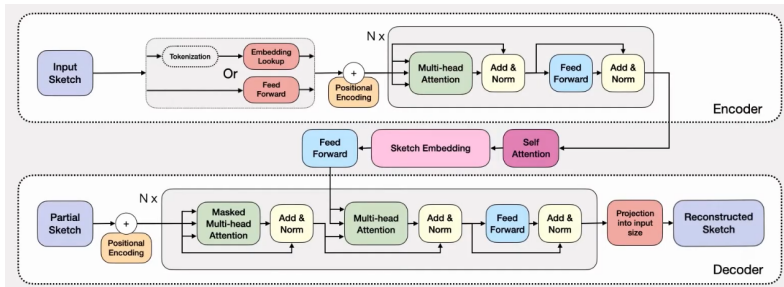 N x
Input
Sketch
Tokenization
Embedding
Lookup
Or
Feed
Forward
+
Positional
Encoding
Multi-head
Attention
Add &
Norm
Feed
Forward
Add &
Norm
Encoder
Feed
Forward
Sketch Embedding
Self
Attention
N x
Partial
Sketch
+
Positional
Encoding
Masked
Multi-head
Attention
Add &
Norm
Multi-head
Attention
Add &
Norm
Feed
Forward
Add &
Norm
Projection
into input
size
Reconstructed
Sketch
Decoder